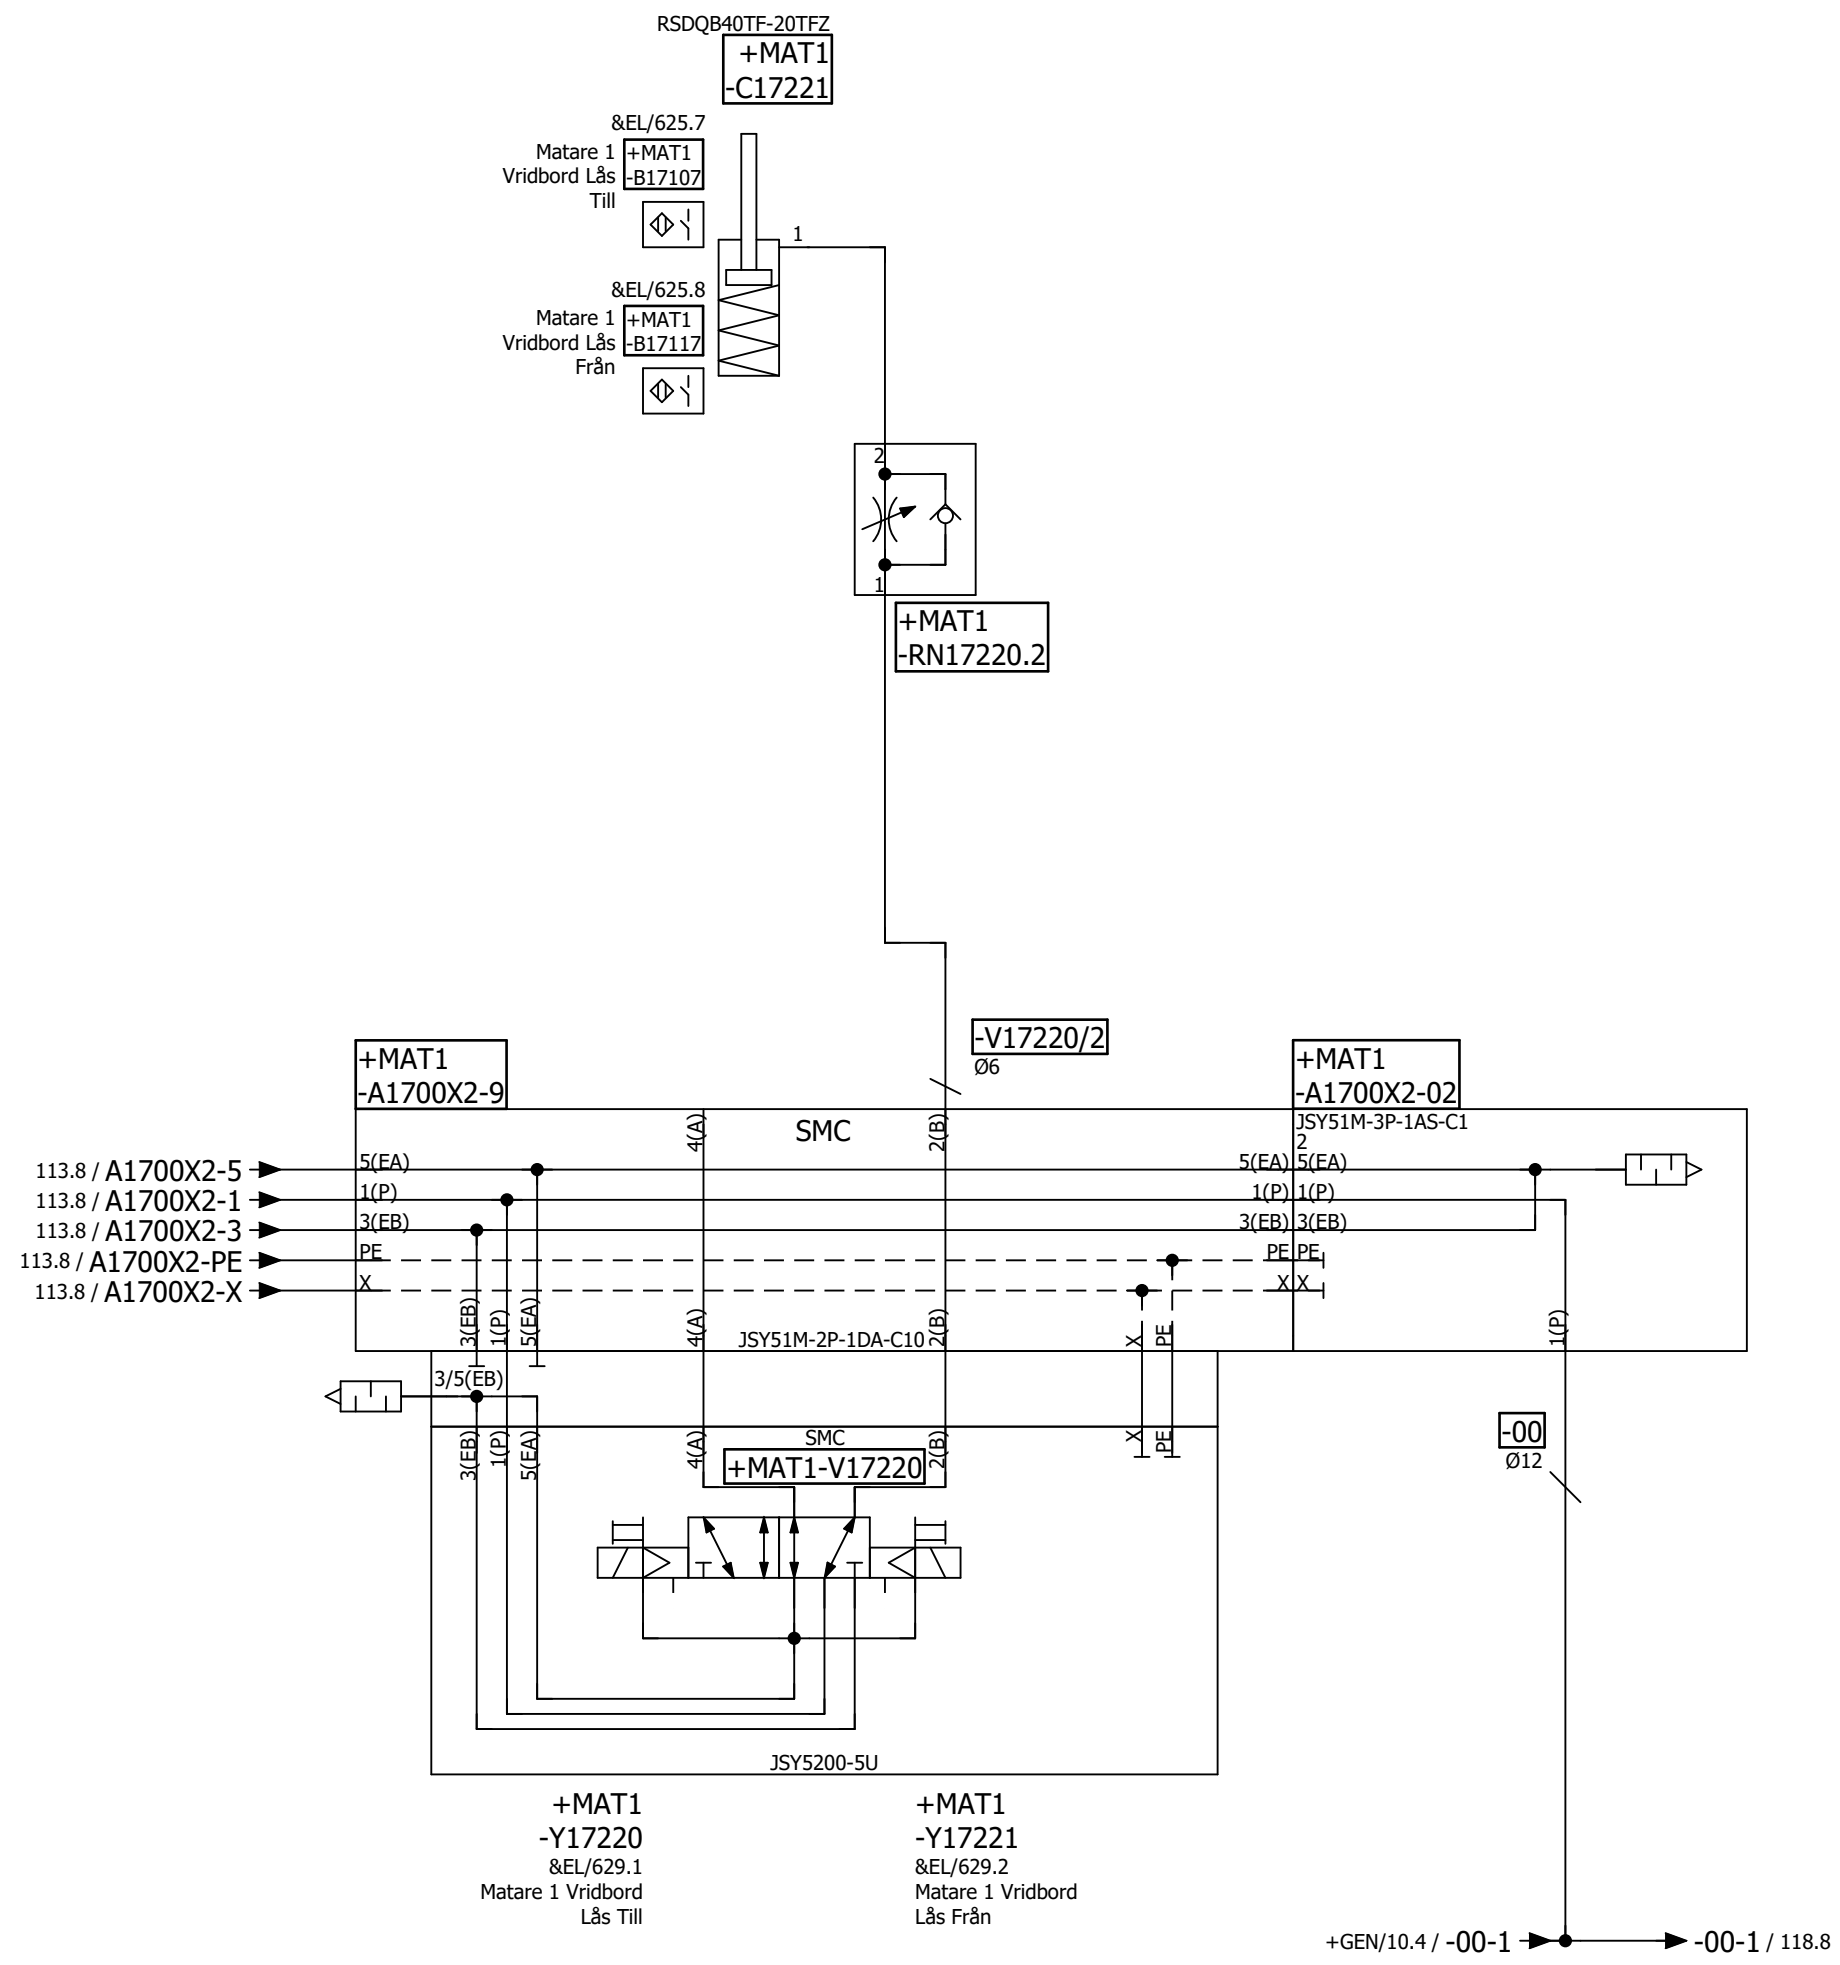 RSDQB40TF-20TFZ
+MAT1
-C17221
&EL/625.7
Matare 1
Vridbord Lås
Till
+MAT1
-B17107
1
&EL/625.8
Matare 1
Vridbord Lås
Från
+MAT1
-B17117
2
1
+MAT1
-RN17220.2
-V17220/2
Ø6
+MAT1
-A1700X2-9
+MAT1
-A1700X2-02
JSY51M-3P-1AS-C1
2
4(A)
SMC
2(B)
113.8 / A1700X2-5
5(EA)
5(EA)
5(EA)
113.8 / A1700X2-1
1(P)
1(P)
1(P)
113.8 / A1700X2-3
3(EB)
3(EB)
3(EB)
113.8 / A1700X2-PE
PE
PE
PE
113.8 / A1700X2-X
X
X
X
3(EB)
1(P)
5(EA)
4(A)
JSY51M-2P-1DA-C10
2(B)
X
PE
1(P)
3/5(EB)
3(EB)
1(P)
5(EA)
4(A)
SMC
2(B)
X
PE
+MAT1-V17220
-00
Ø12
JSY5200-5U
+MAT1
-Y17220
&EL/629.1
Matare 1 Vridbord
Lås Till
+MAT1
-Y17221
&EL/629.2
Matare 1 Vridbord
Lås Från
+GEN/10.4 / -00-1
-00-1 / 118.8